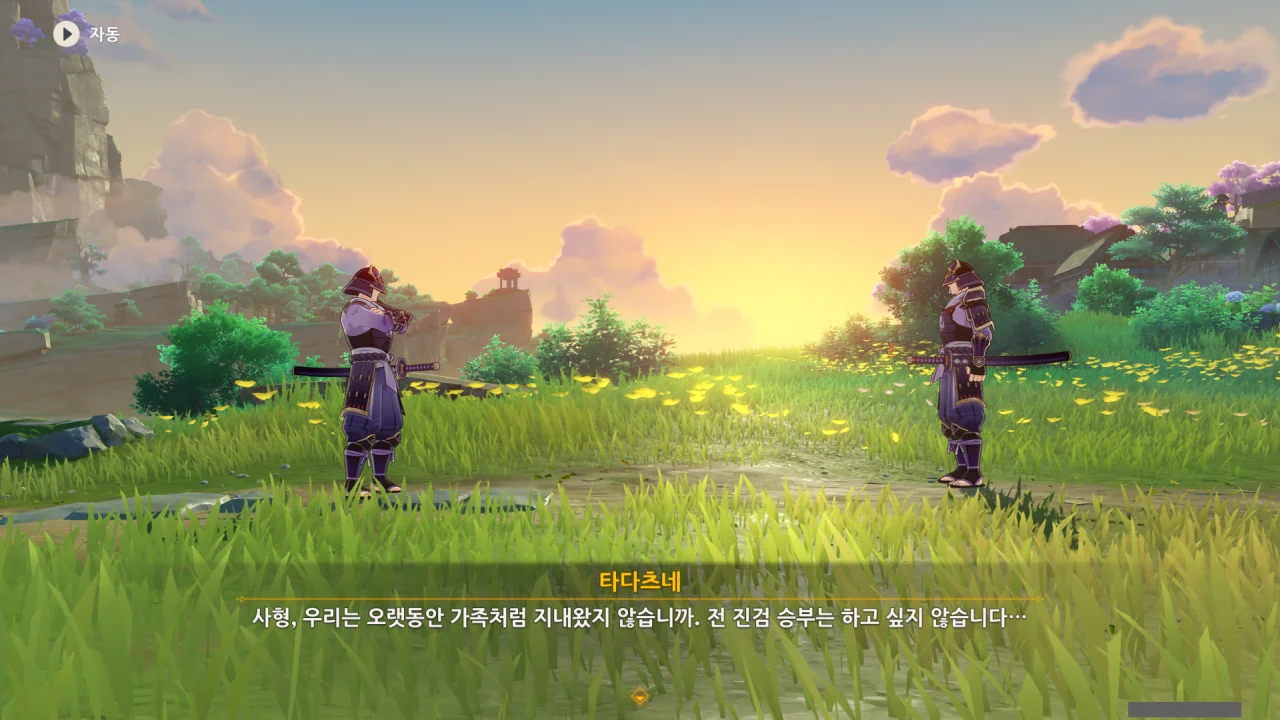 자동
타다츠네
사형, 우리는 오랫동안 가족처럼 지내왔지 않습니까. 전 진검 승부는 하고 싶지 않습니다…